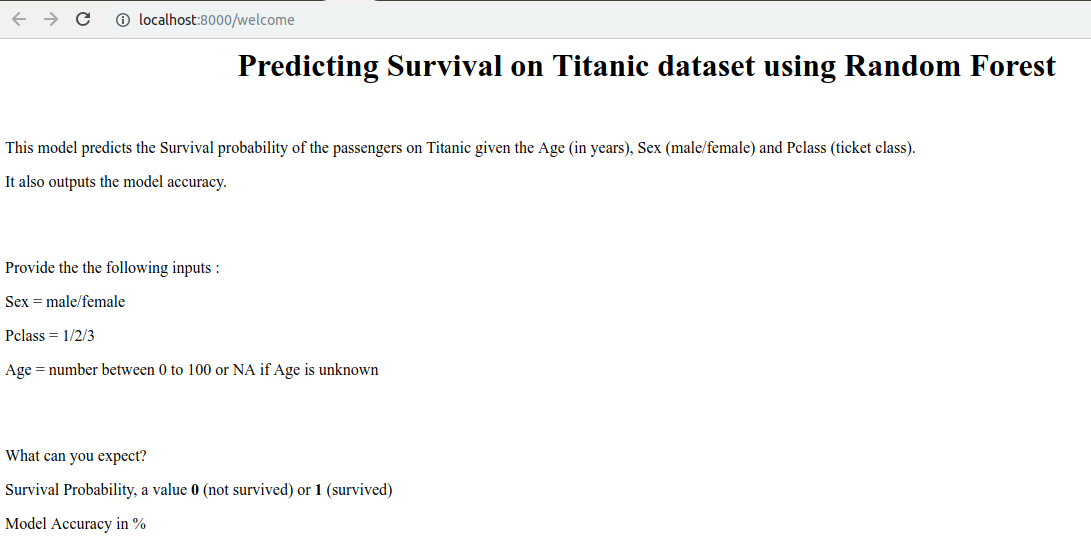 localhost:8000/welcome
Predicting Survival on Titanic dataset using Random Forest
This model predicts the Survival probability of the passengers on Titanic given the Age (in years), Sex (male/female) and Pclass (ticket class).
It also outputs the model accuracy.
Provide the the following inputs :
Sex = male/female
Pclass = 1/2/3
Age = number between 0 to 100 or NA if Age is unknown
What can you expect?
Survival Probability, a value 0 (not survived) or 1 (survived)
Model Accuracy in %